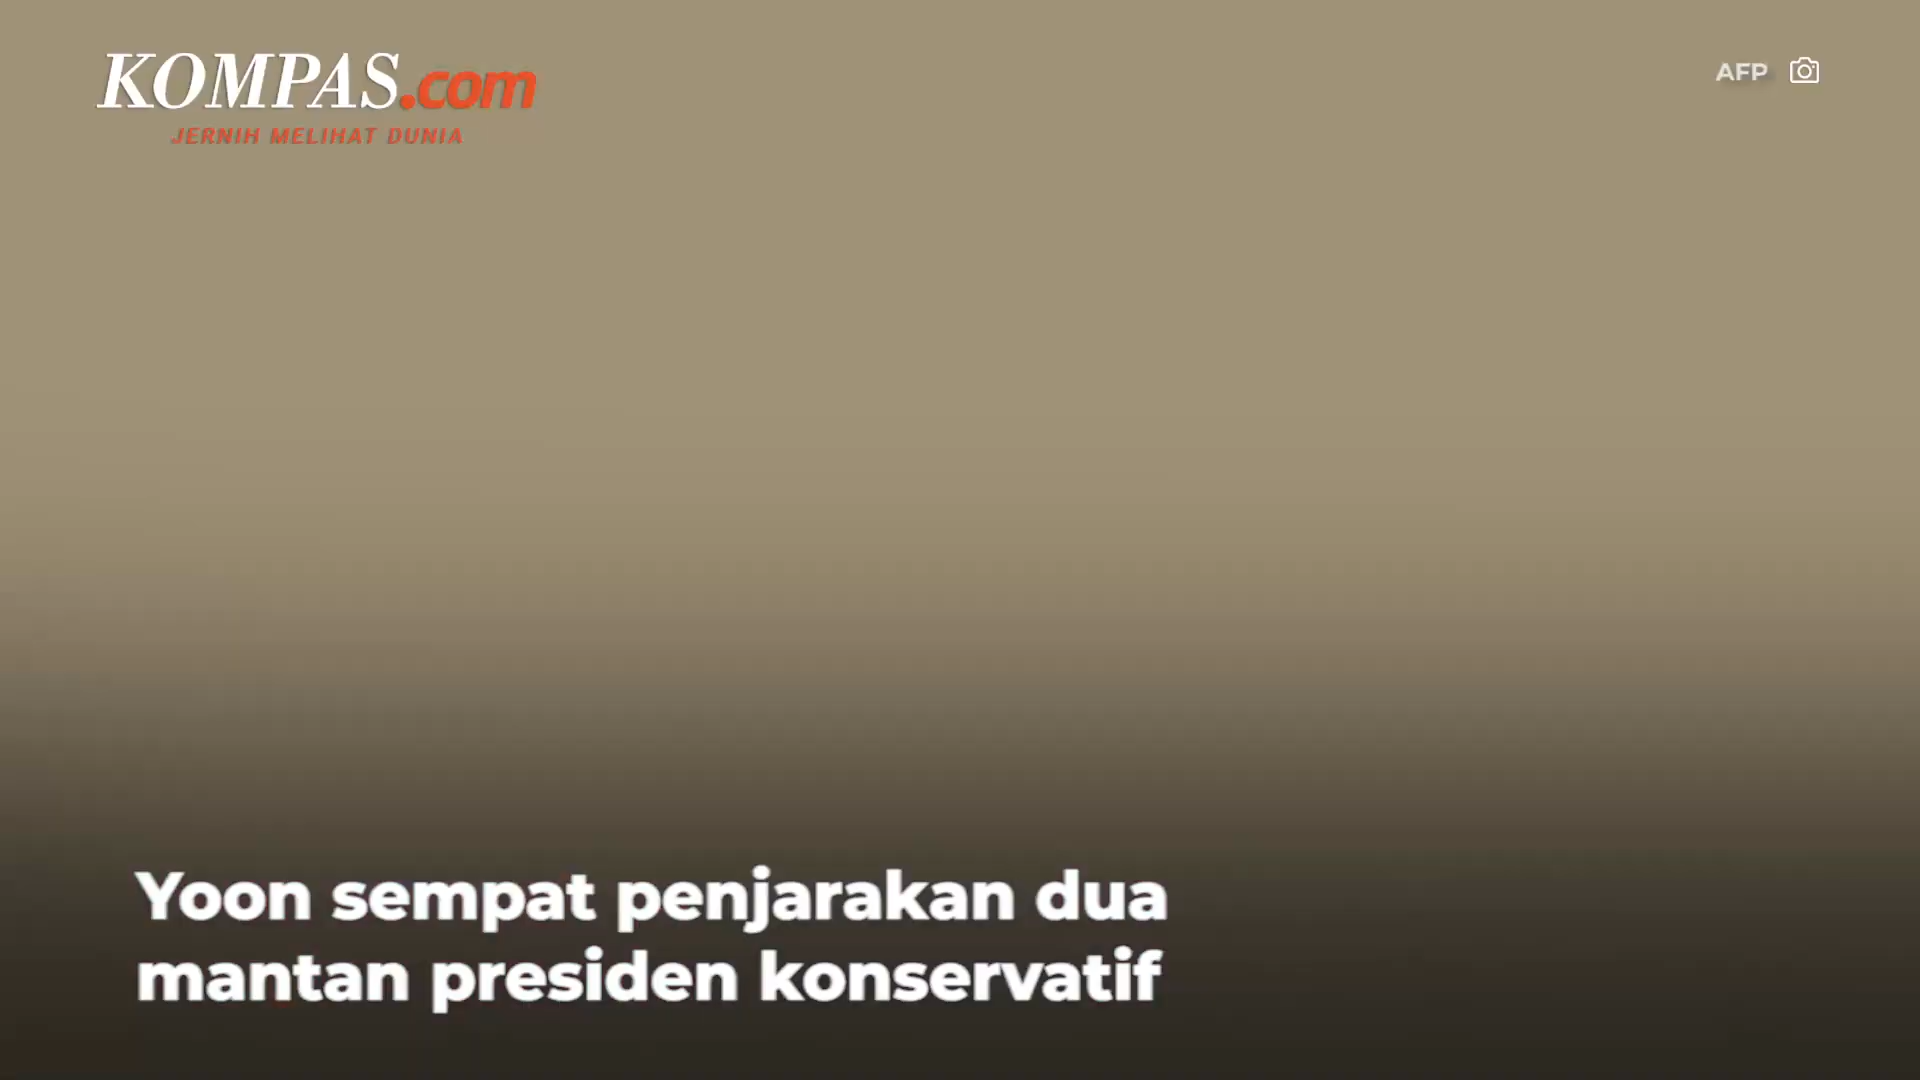 KOMPAS.com
JERNIH MELIHAT DUNIA
AFP
Yoon sempat penjarakan dua
mantan presiden konservatif